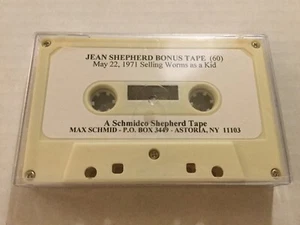 JEAN SHEPHERD BONUS TAPE (60)
May 22, 1971 Selling Worms as a Kid
A Schmidco Shepherd Tape
MAX SCHMID - P.O. BOX 3449 - ASTORIA, NY 11103